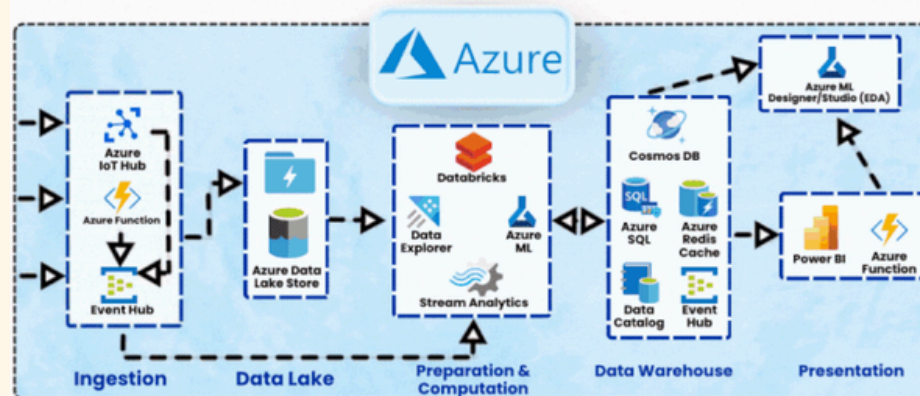 Azure
Azure
IoT Hub
Azure Function
Event Hub
Azure Data
Lake Store
Databricks
Data
Explorer
Azure
ML
Stream Analytics
Cosmos DB
SQL
Azure
SQL
Azure
Redis
Cache
Data
Catalog
Event
Hub
Azure ML
Designer/Studio (EDA)
Power BI
Azure
Function
Ingestion
Data Lake
Preparation &
Computation
Data Warehouse
Presentation